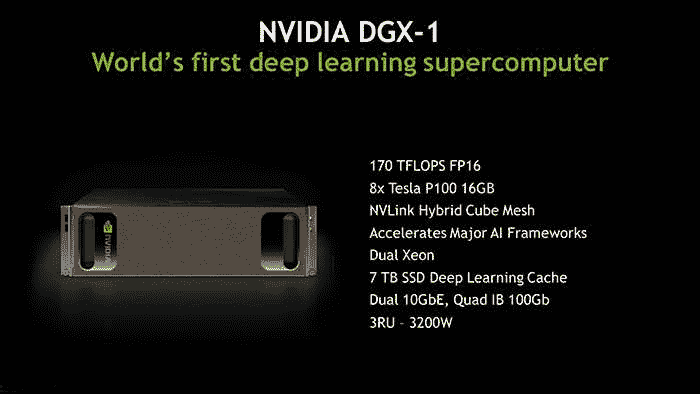 NVIDIA DGX-1
World's first deep learning supercomputer
nVIDIA
170 TFLOPS FP16
8x Tesla P100 16GB
NVLink Hybrid Cube Mesh
Accelerates Major AI Frameworks
Dual Xeon
7 TB SSD Deep Learning Cache
Dual 10GbE, Quad IB 100Gb
3RU – 3200W